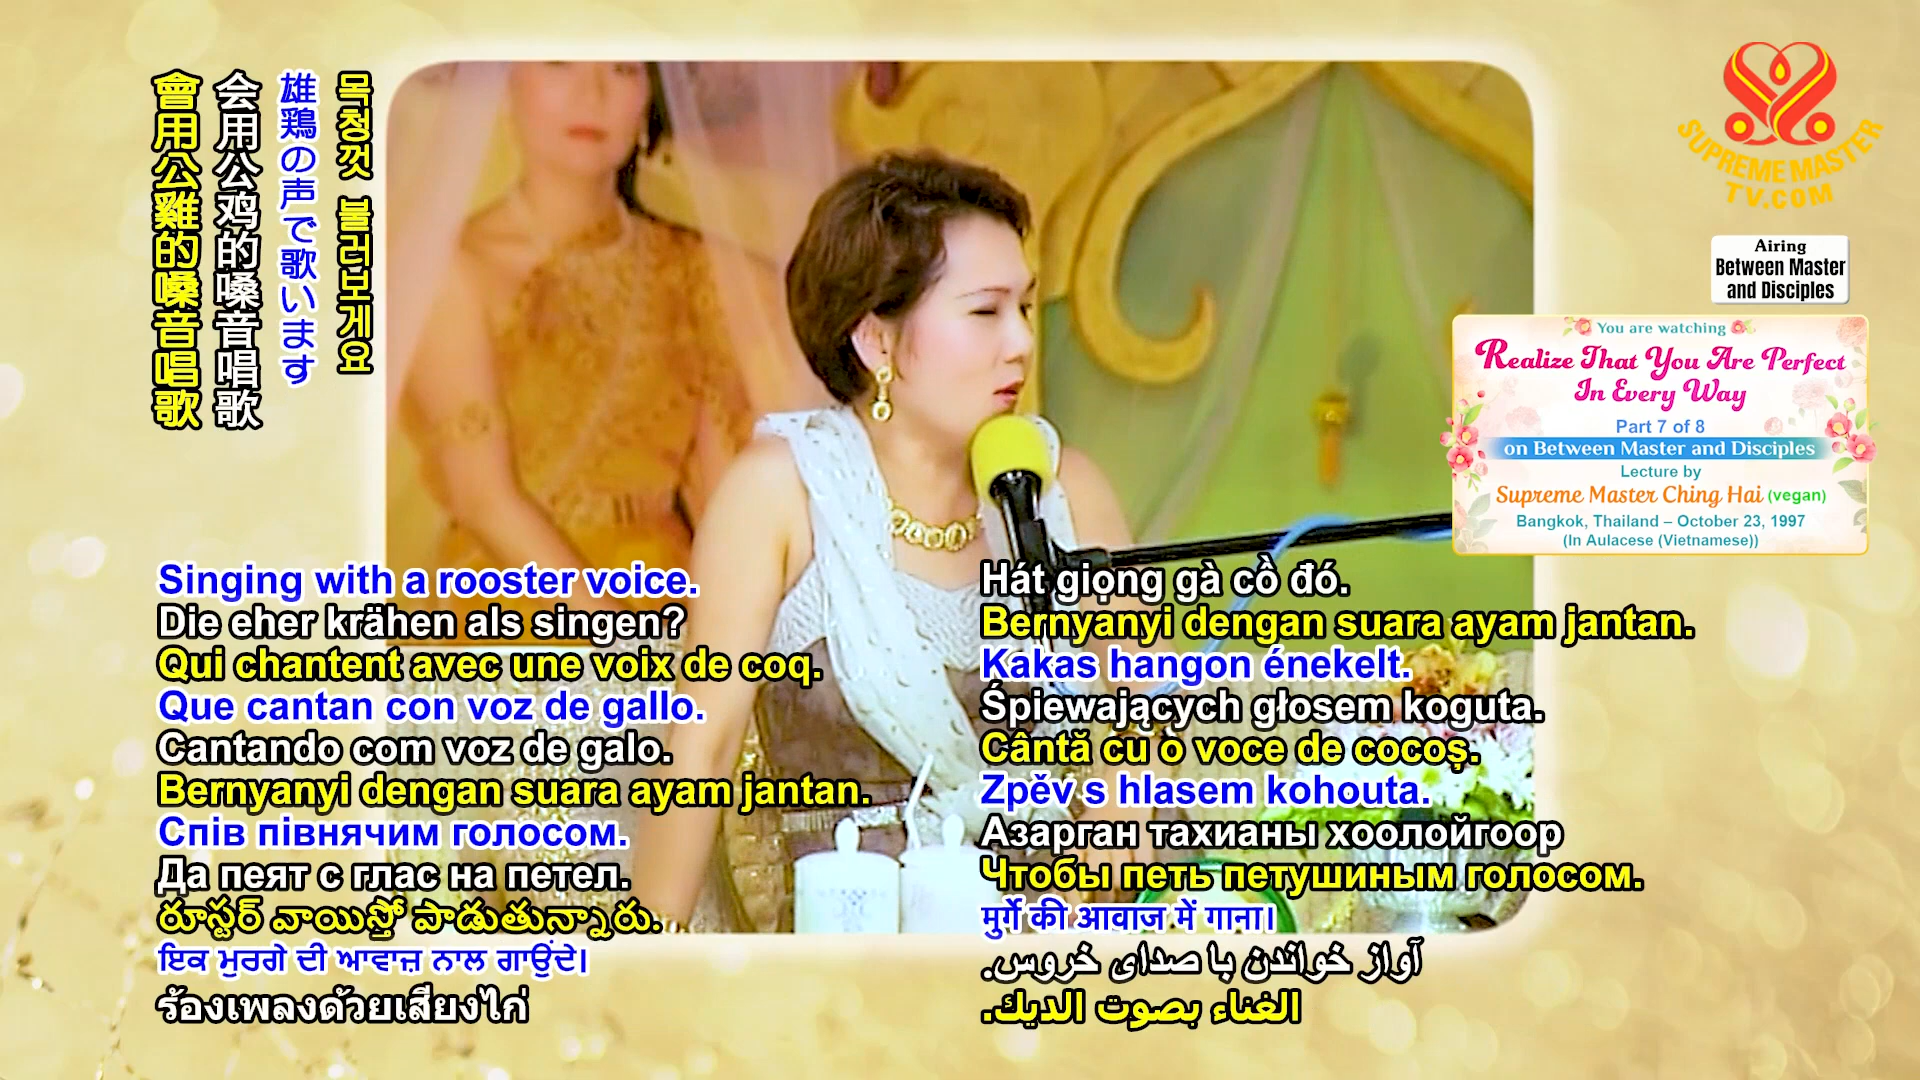 會用公雞的嗓音唱歌
会用公鸡的嗓音唱歌
雄鶏の声で歌います
목청껏 불러보게요
SUPREME MASTER
TV.COM
Airing
Between Master
and Disciples
You are watching
Realize That You Are Perfect
In Every Way
Part 7 of 8
on Between Master and Disciples
Lecture by
Supreme Master Ching Hai (vegan)
Bangkok, Thailand – October 23, 1997
(In Aulacese (Vietnamese))
Singing with a rooster voice.
Die eher krähen als singen?
Qui chantent avec une voix de coq.
Que cantan con voz de gallo.
Cantando com voz de galo.
Bernyanyi dengan suara ayam jantan.
Спів півнячим голосом.
Да пеят с глас на петел.
రూస్టర్ వాయిస్తో పాడుతున్నారు.
ਇਕ ਮੁਰਗੇ ਦੀ ਆਵਾਜ਼ ਨਾਲ ਗਾਉਂਦੇ।
ร้องเพลงด้วยเสียงไก่
Hát giọng gà cồ đó.
Bernyanyi dengan suara ayam jantan.
Kakas hangon énekelt.
Śpiewających głosem koguta.
Cântă cu o voce de cocoș.
Zpěv s hlasem kohouta.
Азарган тахианы хоолойгоор
Чтобы петь петушиным голосом.
मुर्गे की आवाज में गाना।
آواز خواندن با صدای خروس.
الغناء بصوت الديك.